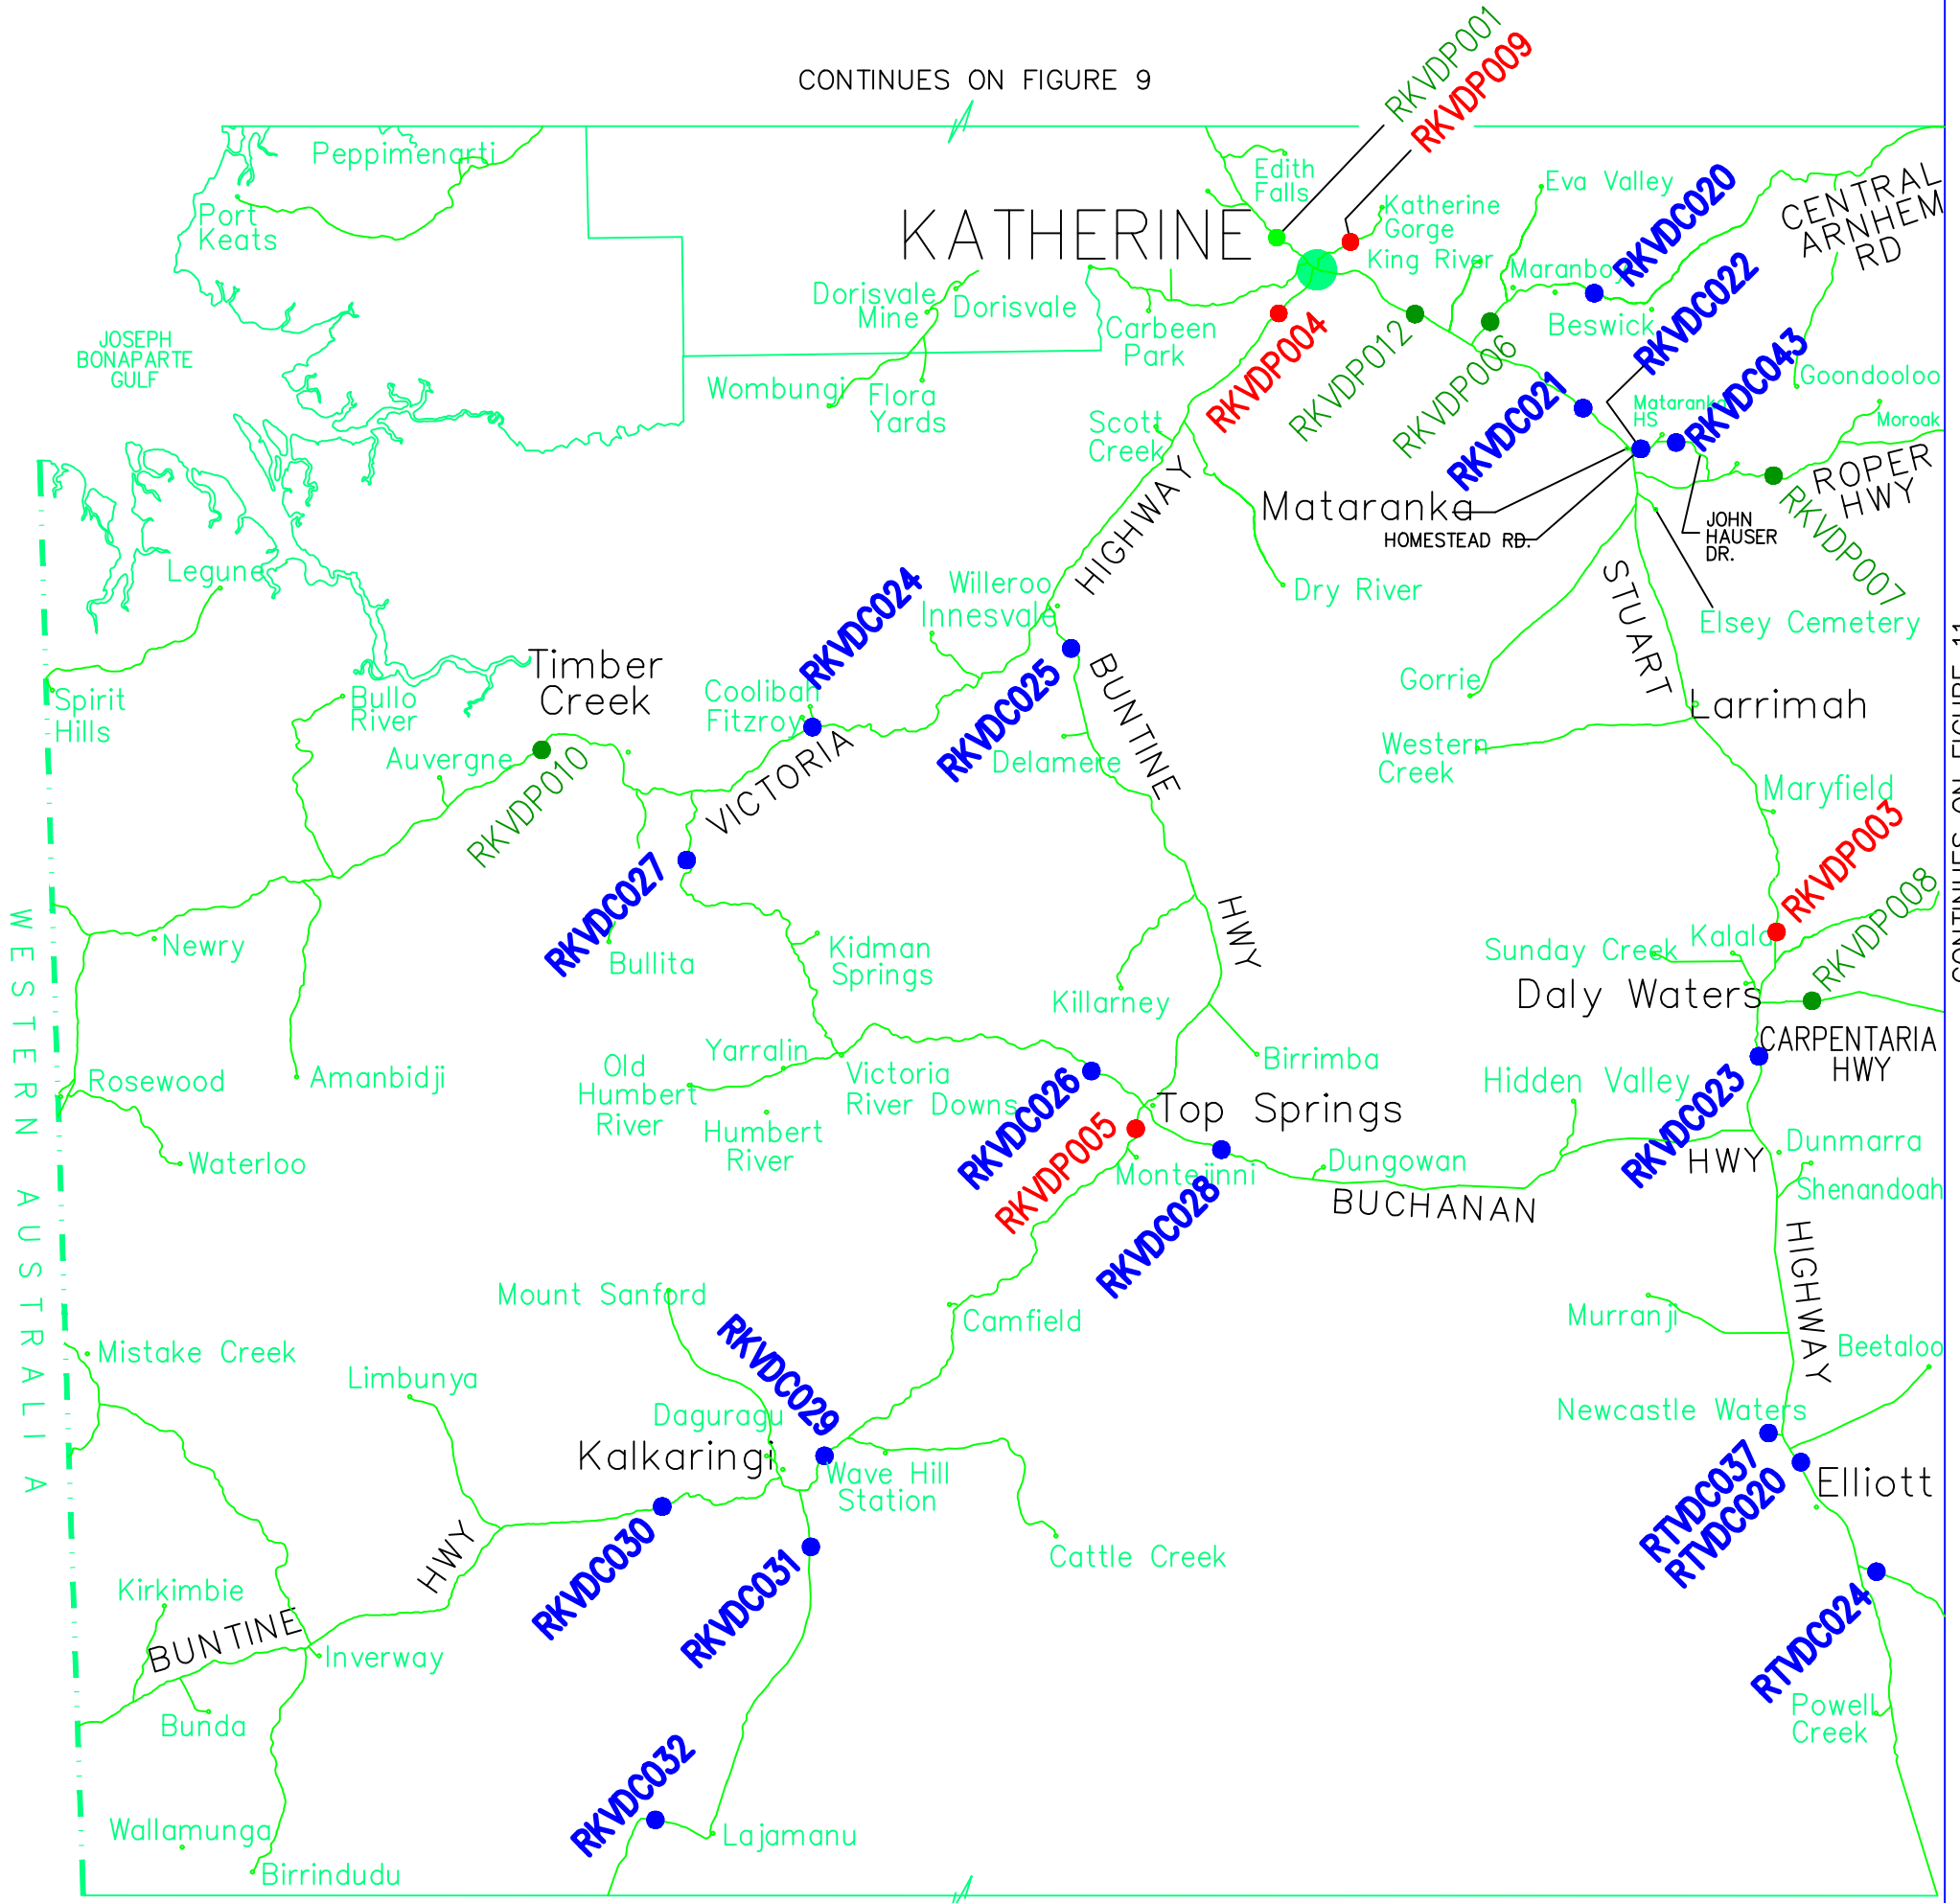 CONTINUES ON FIGURE 9
RKVDP001
RKVDP009
Peppimenarti
Port
Keats
Edith
Falls
Eva Valley
RKVDC020
CENTRAL
ARNHEM
RD
KATHERINE
Katherine
Gorge
King River
Maranboy
RKVDC022
Dorisvale
Mine
Dorisvale
Carbeen
Park
Beswick
RKVDP004
RKVDP012
RKVDP006
RKVDC043
JOSEPH
BONAPARTE
GULF
Wombungi
Flora
Yards
Scott
Creek
RKVDC021
Mataranka
HS
Goondooloo
Moroak
ROPER
HWY
HIGHWAY
Mataranka
HOMESTEAD RD.
JOHN
HAUSER
DR.
RKVDP007
Legune
Willeroo
Innesvale
Dry River
STUART
Elsey Cemetery
RKVDC024
Timber
Creek
Spirit
Hills
Bullo
River
Coolibah
Fitzroy
RKVDC025
BUNTINE
Gorrie
Larrimah
Auvergne
RKVDP010
VICTORIA
Delamere
Western
Creek
Maryfield
RKVDP003
RKVDP008
CONTINUES ON FIGURE 11
RKVDC027
WESTERN AUSTRALIA
Newry
Bullita
Kidman
Springs
HWY
Killarney
Sunday Creek
Kalala
Daly Waters
CARPENTARIA
HWY
Rosewood
Amanbidji
Old
Humbert
River
Yarralin
Victoria
River Downs
Humbert
River
RKVDC026
Birrimba
Hidden Valley
RKVDC023
Waterloo
RKVDP005
Top Springs
Montejinni
Dungowan
HWY
Dunmarra
Shenandoah
RKVDC028
BUCHANAN
HIGHWAY
Mount Sanford
Camfield
Murranji
Beetaloo
Mistake Creek
Limbunya
RKVDC029
Daguragu
Kalkaringi
Wave Hill
Station
Newcastle Waters
RTVDC037
RTVDC020
Elliott
HWY
RKVDC030
RKVDC031
Cattle Creek
RTVDC024
Kirkimbie
BUNTINE
Inverway
Bunda
Powell
Creek
RKVDC032
Wallamunga
Birrindudu
Lajamanu